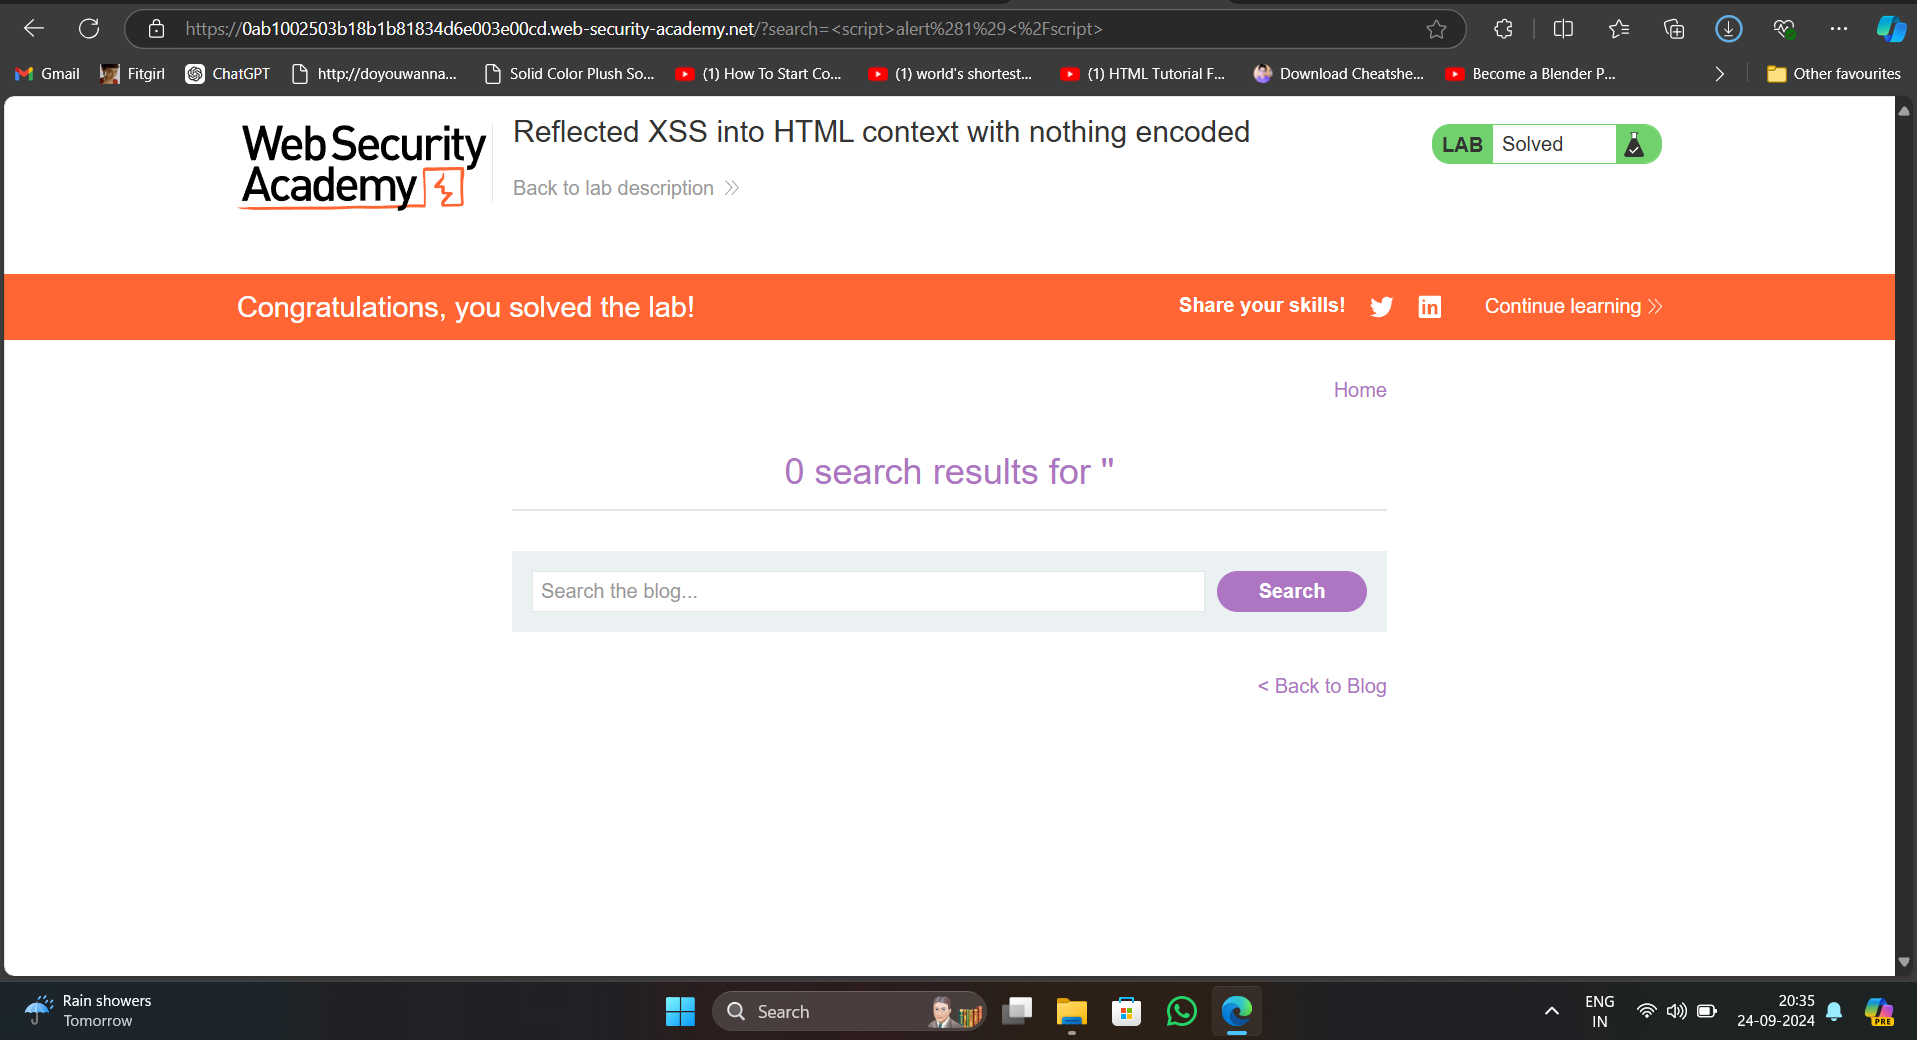 https://0ab1002503b18b1b81834d6e003e00cd.web-security-academy.net/?search=<script>alert%281%29<%2Fscript>
Gmail
Fitgirl
ChatGPT
http://doyouwanna...
Solid Color Plush So...
(1) How To Start Co...
(1) world's shortest...
(1) HTML Tutorial F...
Download Cheatshe...
Become a Blender P...
Other favourites
Web Security
Academy
Reflected XSS into HTML context with nothing encoded
Back to lab description
LAB
Solved
Congratulations, you solved the lab!
Share your skills!
in
Continue learning
Home
0 search results for ''
Search the blog...
Search
< Back to Blog
Rain showers
Tomorrow
Search
ENG
IN
20:35
24-09-2024
PRE